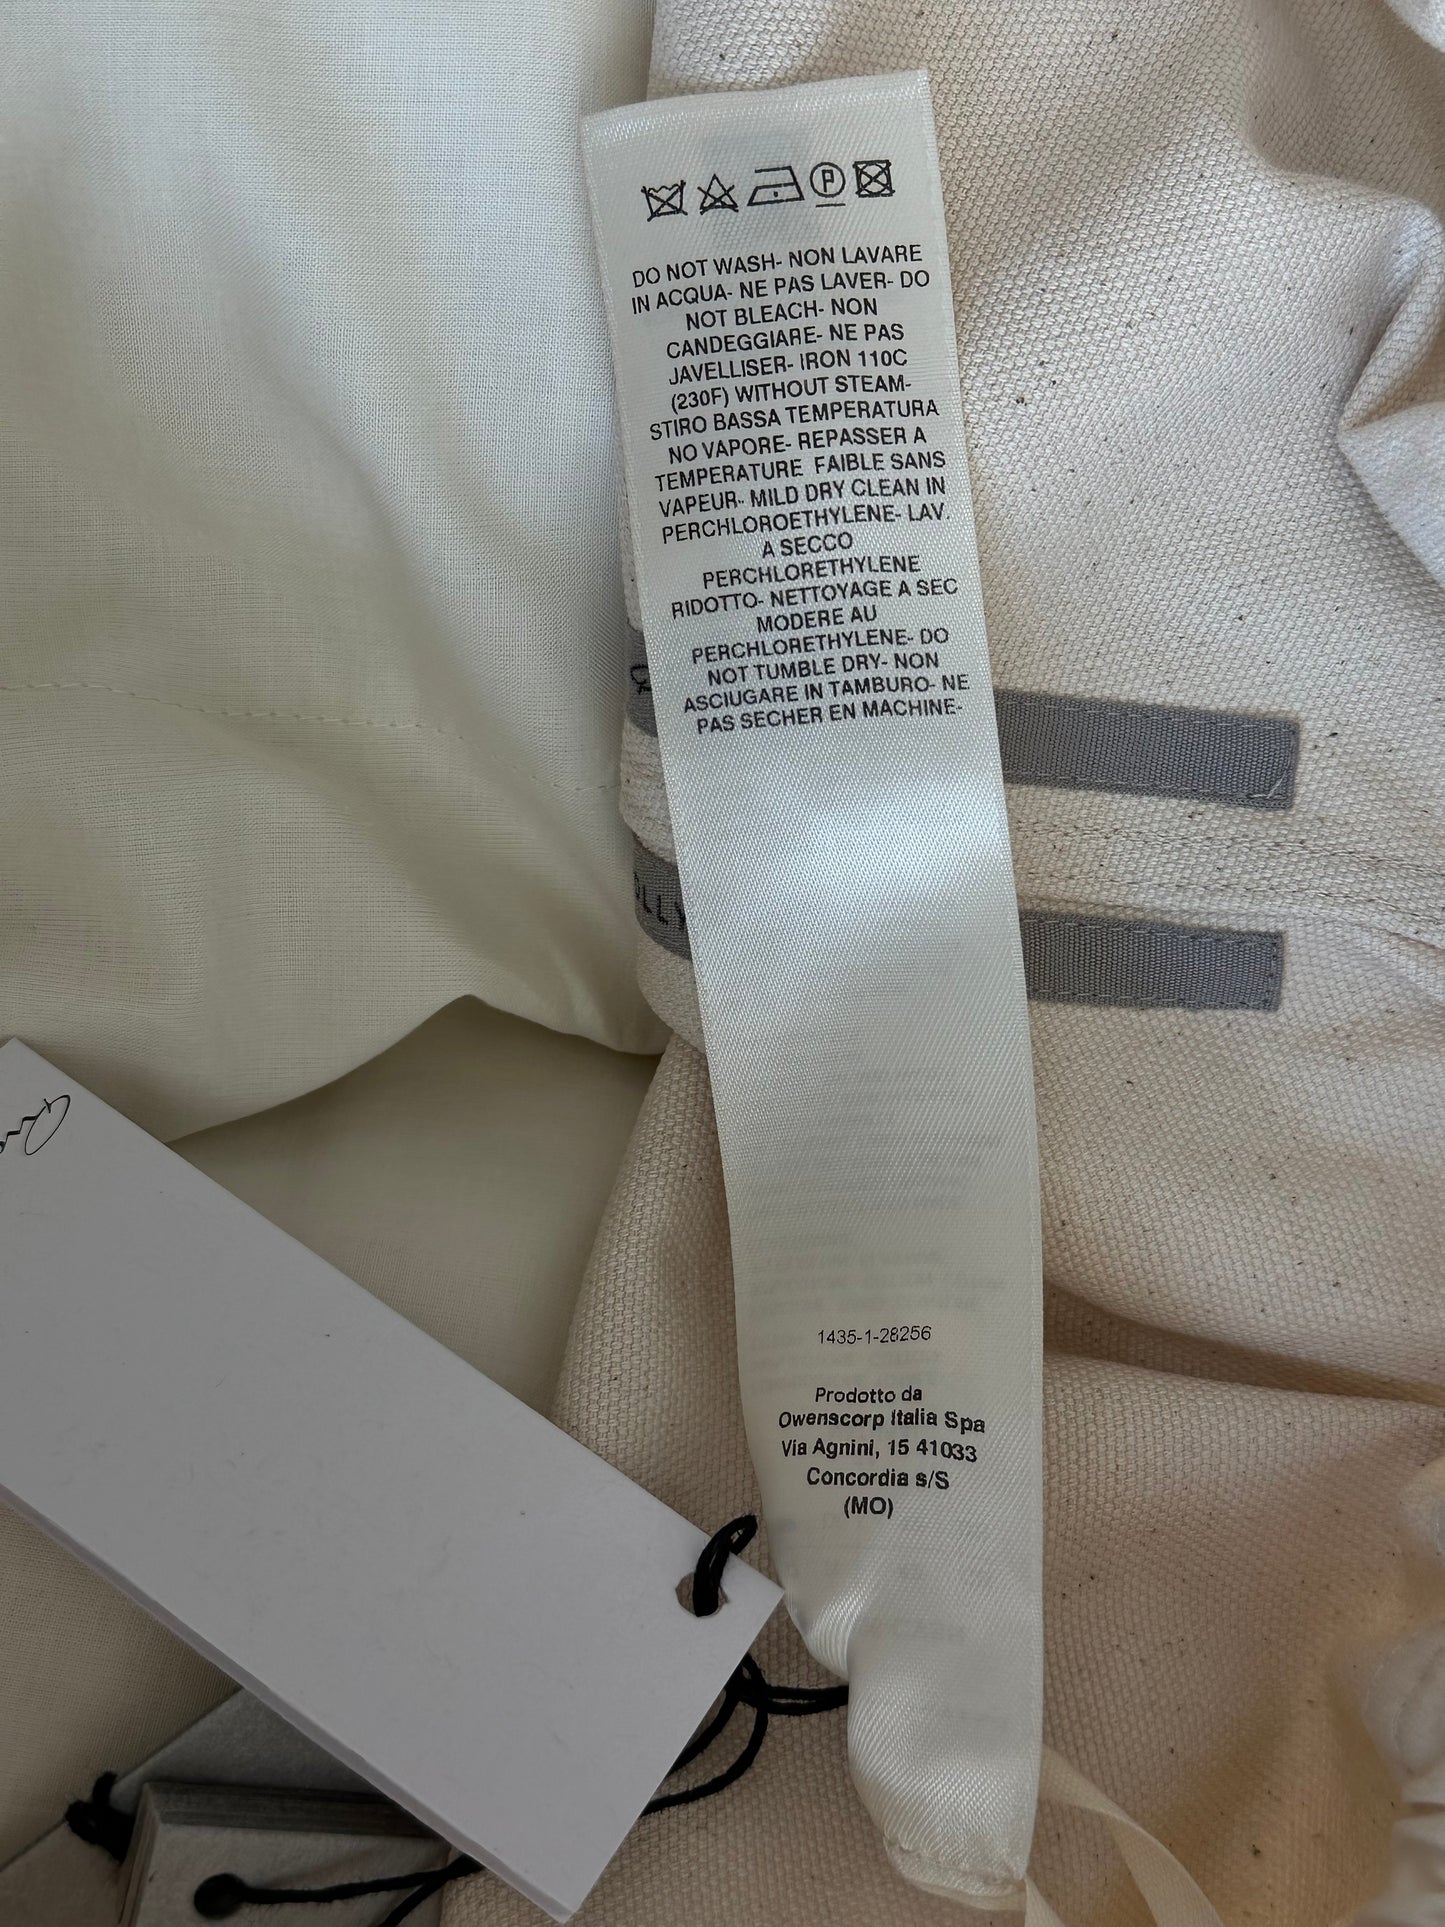 P
DO NOT WASH- NON LAVARE
IN ACQUA- NE PAS LAVER- DO
NOT BLEACH- NON
CANDEGGIARE- NE PAS
JAVELLISER- IRON 110C
(230F) WITHOUT STEAM-
STIRO BASSA TEMPERATURA
NO VAPORE- REPASSER A
TEMPERATURE FAIBLE SANS
VAPEUR- MILD DRY CLEAN IN
PERCHLOROETHYLENE- LAV.
A SECCO
PERCHLORETHYLENE
RIDOTTO- NETTOYAGE A SEC
MODERE AU
PERCHLORETHYLENE- DO
NOT TUMBLE DRY- NON
ASCIUGARE IN TAMBURO- NE
PAS SECHER EN MACHINE-
OLLY
1435-1-28256
Prodotto da
Owenscorp Italia Spa
Via Agnini, 15 41033
Concordia s/S
(MO)